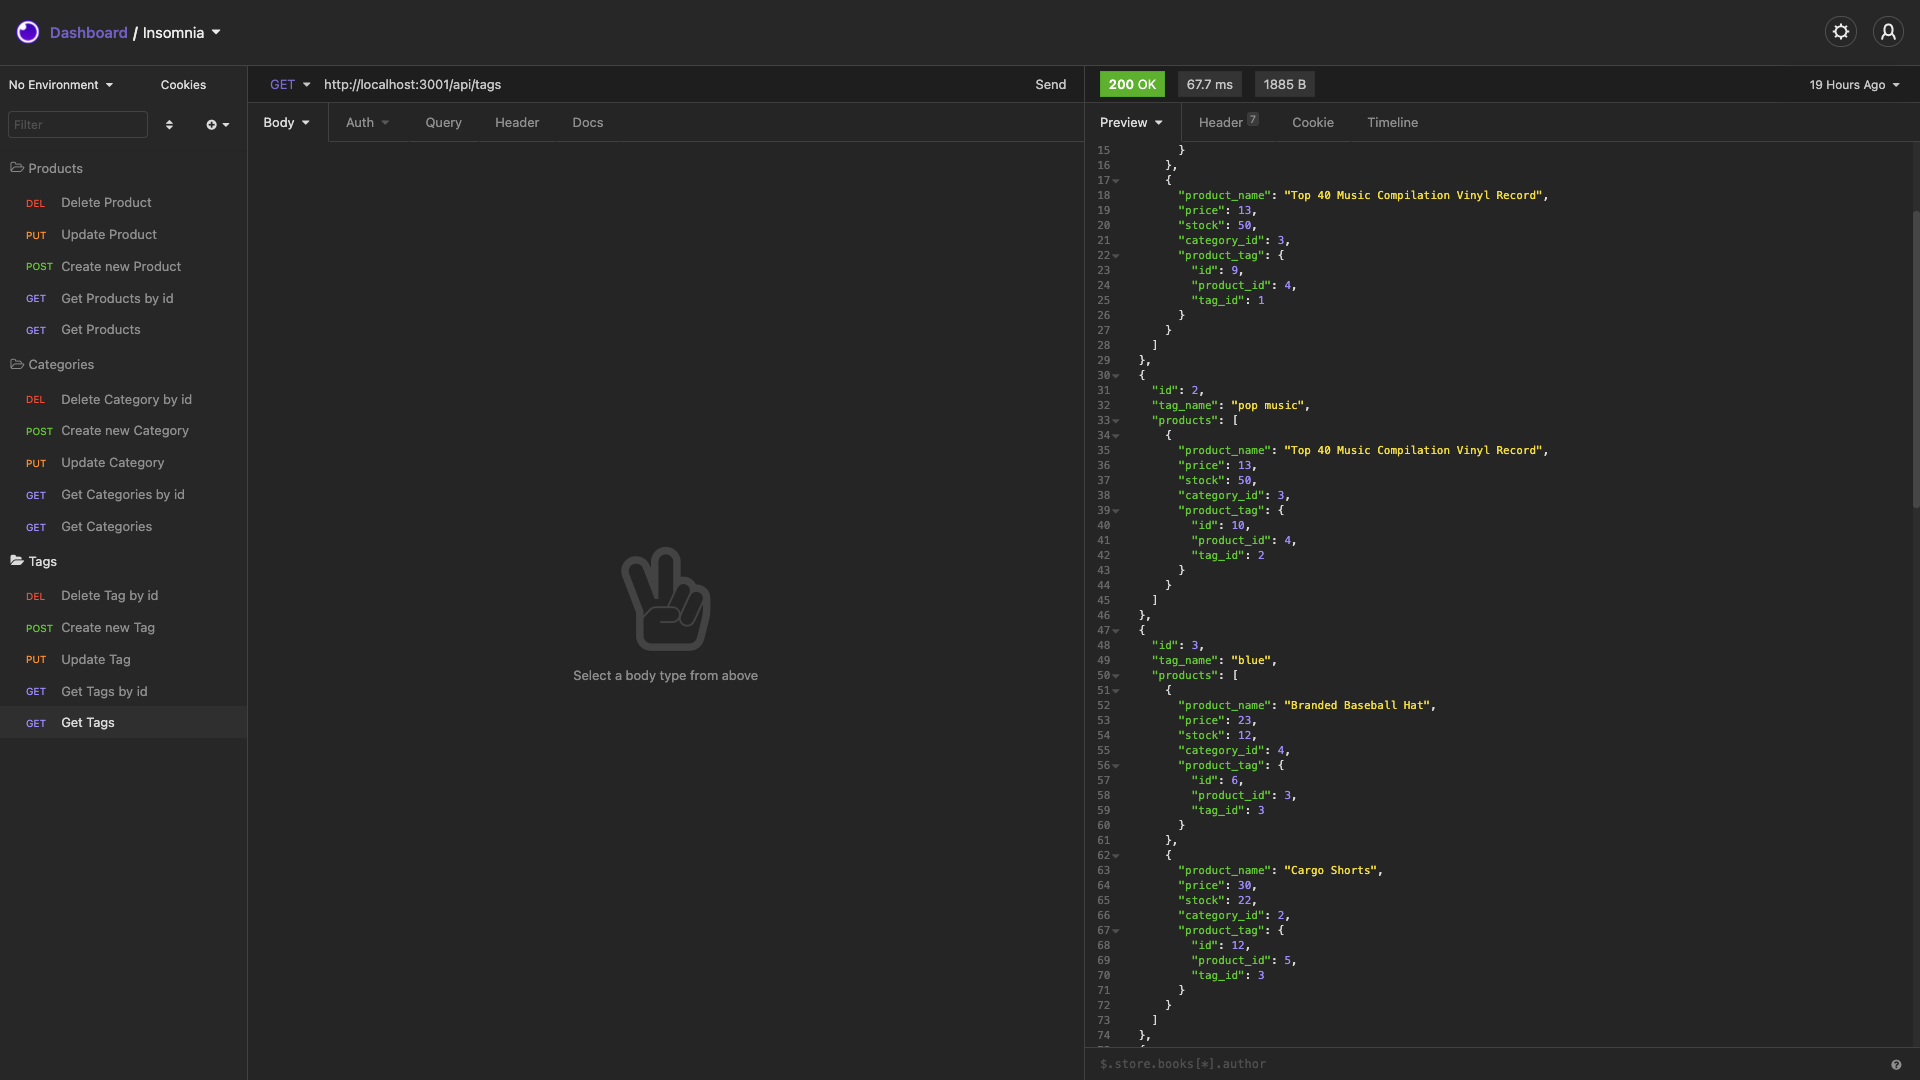 Dashboard / Insomnia
No Environment
Cookies
Filter
Products
DEL Delete Product
PUT Update Product
POST Create new Product
GET Get Products by id
GET Get Products
Categories
DEL Delete Category by id
POST Create new Category
PUT Update Category
GET Get Categories by id
GET Get Categories
Tags
DEL Delete Tag by id
POST Create new Tag
PUT Update Tag
GET Get Tags by id
GET Get Tags
GET http://localhost:3001/api/tags Send
Body Auth Query Header Docs
Select a body type from above
200 OK 67.7 ms 1885 B 19 Hours Ago
Preview Header 7 Cookie Timeline
15 }
16 },
17 {
18 "product_name": "Top 40 Music Compilation Vinyl Record",
19 "price": 13,
20 "stock": 50,
21 "category_id": 3,
22 "product_tag": {
23 "id": 9,
24 "product_id": 4,
25 "tag_id": 1
26 }
27 }
28 ]
29 },
30 {
31 "id": 2,
32 "tag_name": "pop music",
33 "products": [
34 {
35 "product_name": "Top 40 Music Compilation Vinyl Record",
36 "price": 13,
37 "stock": 50,
38 "category_id": 3,
39 "product_tag": {
40 "id": 10,
41 "product_id": 4,
42 "tag_id": 2
43 }
44 }
45 ]
46 },
47 {
48 "id": 3,
49 "tag_name": "blue",
50 "products": [
51 {
52 "product_name": "Branded Baseball Hat",
53 "price": 23,
54 "stock": 12,
55 "category_id": 4,
56 "product_tag": {
57 "id": 6,
58 "product_id": 3,
59 "tag_id": 3
60 }
61 },
62 {
63 "product_name": "Cargo Shorts",
64 "price": 30,
65 "stock": 22,
66 "category_id": 2,
67 "product_tag": {
68 "id": 12,
69 "product_id": 5,
70 "tag_id": 3
71 }
72 }
73 ]
74 },
$.store.books[*].author